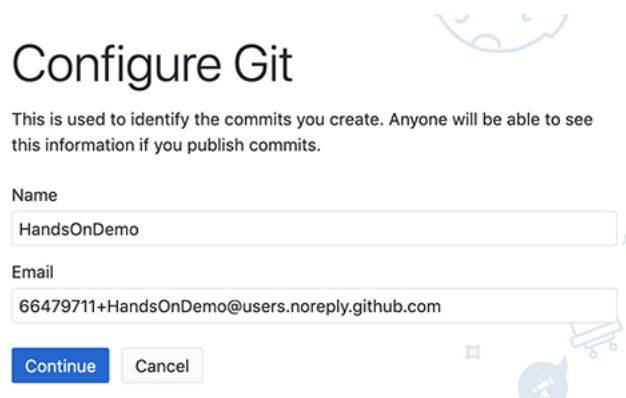 Configure Git
This is used to identify the commits you create. Anyone will be able to see
this information if you publish commits.
Name
HandsOnDemo
Email
66479711+HandsOnDemo@users.noreply.github.com
Continue
Cancel